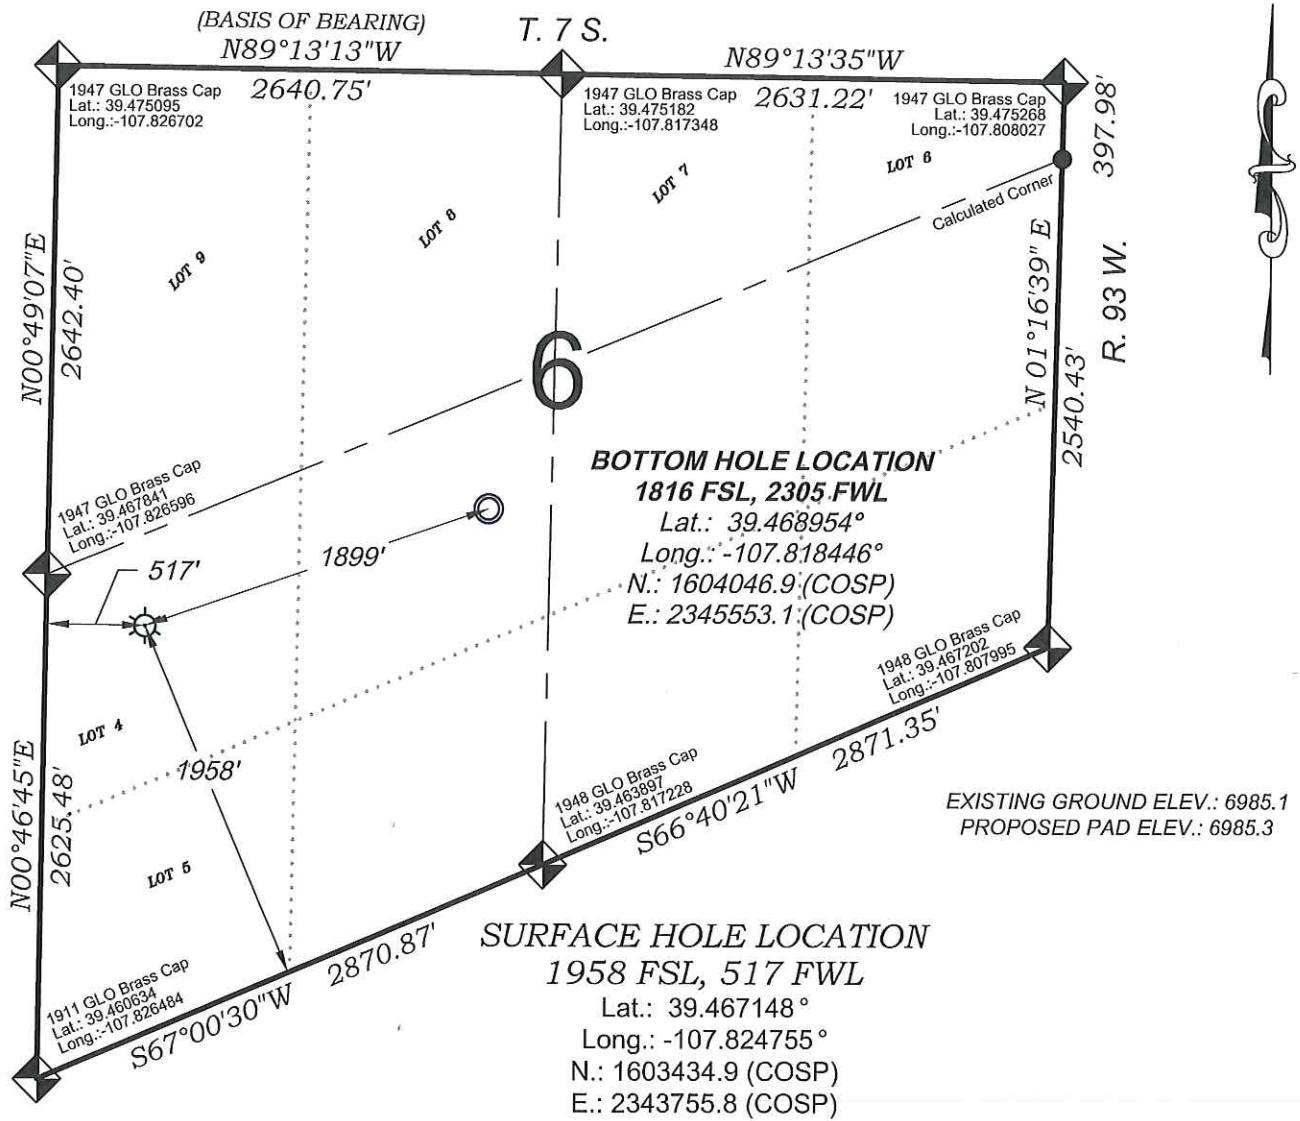 (BASIS OF BEARING)
N89°13'13"W
2640.75'
T. 7 S.
N89°13'35"W
2631.22'
1947 GLO Brass Cap
Lat.: 39.475095
Long.:-107.826702
1947 GLO Brass Cap
Lat.: 39.475182
Long.:-107.817348
1947 GLO Brass Cap
Lat.: 39.475268
Long.:-107.808027
397.98'
LOT 9
LOT 8
LOT 7
LOT 6
Calculated Corner
N00°49'07"E
2642.40'
N 01°16'39" E
2540.43'
R. 93 W.
6
1947 GLO Brass Cap
Lat.: 39.467841
Long.:-107.826596
BOTTOM HOLE LOCATION
1816 FSL, 2305 FWL
Lat.: 39.468954°
Long.: -107.818446°
N.: 1604046.9 (COSP)
E.: 2345553.1 (COSP)
517'
1899'
1958'
LOT 4
LOT 5
N00°46'45"E
2625.48'
1948 GLO Brass Cap
Lat.: 39.467202
Long.:-107.807995
1948 GLO Brass Cap
Lat.: 39.463897
Long.:-107.817228
S66°40'21"W
2871.35'
EXISTING GROUND ELEV.: 6985.1
PROPOSED PAD ELEV.: 6985.3
1911 GLO Brass Cap
Lat.: 39.460634
Long.:-107.826484
S67°00'30"W
2870.87'
SURFACE HOLE LOCATION
1958 FSL, 517 FWL
Lat.: 39.467148°
Long.: -107.824755°
N.: 1603434.9 (COSP)
E.: 2343755.8 (COSP)